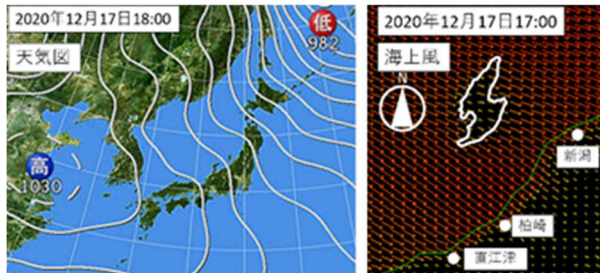 2020年12月17日18:00
天気図
低
982
高
1030
2020年12月17日17:00
海上風
N
新潟
柏崎
直江津